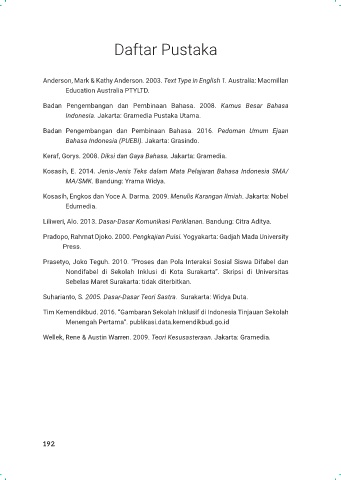 Daftar Pustaka
Anderson, Mark & Kathy Anderson. 2003. Text Type in English 1. Australia: Macmillan
Education Australia PTYLTD.
Badan Pengembangan dan Pembinaan Bahasa. 2008. Kamus Besar Bahasa
Indonesia. Jakarta: Gramedia Pustaka Utama.
Badan Pengembangan dan Pembinaan Bahasa. 2016. Pedoman Umum Ejaan
Bahasa Indonesia (PUEBI). Jakarta: Grasindo.
Keraf, Gorys. 2008. Diksi dan Gaya Bahasa. Jakarta: Gramedia.
Kosasih, E. 2014. Jenis-Jenis Teks dalam Mata Pelajaran Bahasa Indonesia SMA/
MA/SMK. Bandung: Yrama Widya.
Kosasih, Engkos dan Yoce A. Darma. 2009. Menulis Karangan Ilmiah. Jakarta: Nobel
Edumedia.
Liliweri, Alo. 2013. Dasar-Dasar Komunikasi Periklanan. Bandung: Citra Aditya.
Pradopo, Rahmat Djoko. 2000. Pengkajian Puisi. Yogyakarta: Gadjah Mada University
Press.
Prasetyo, Joko Teguh. 2010. “Proses dan Pola Interaksi Sosial Siswa Difabel dan
Nondifabel di Sekolah Inklusi di Kota Surakarta”. Skripsi di Universitas
Sebelas Maret Surakarta: tidak diterbitkan.
Suharianto, S. 2005. Dasar-Dasar Teori Sastra. Surakarta: Widya Duta.
Tim Kemendikbud. 2016. “Gambaran Sekolah Inklusif di Indonesia Tinjauan Sekolah
Menengah Pertama”. publikasi.data.kemendikbud.go.id
Wellek, Rene & Austin Warren. 2009. Teori Kesusasteraan. Jakarta: Gramedia.
192